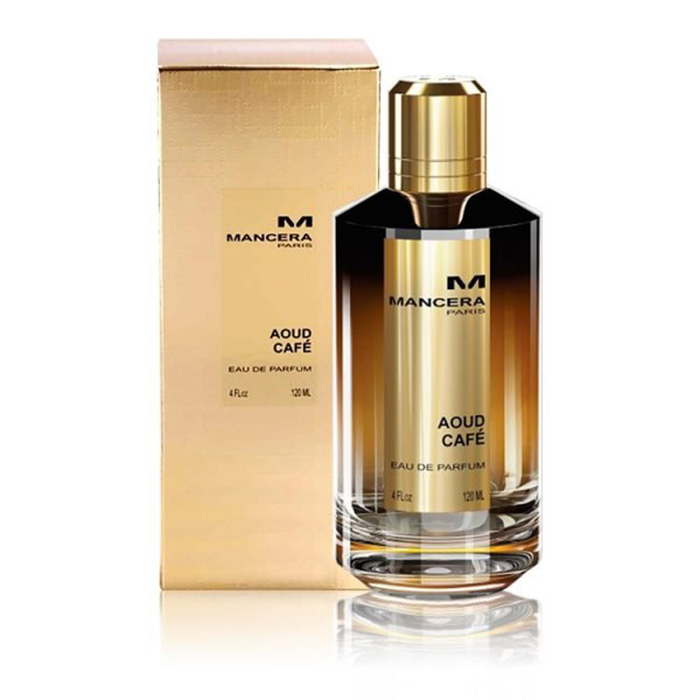 M
MANCERA
PARIS
AOUD
CAFÉ
EAU DE PARFUM
4 FLoz 120 ML
M
MANCERA
PARIS
AOUD
CAFÉ
EAU DE PARFUM
4 FLoz 120 ML